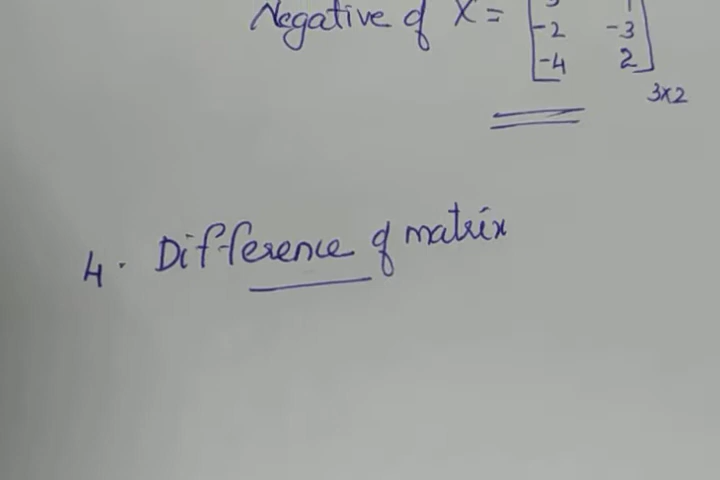 Negative of X =
-2 -3
-4 2
3x2
4. Difference of matrix